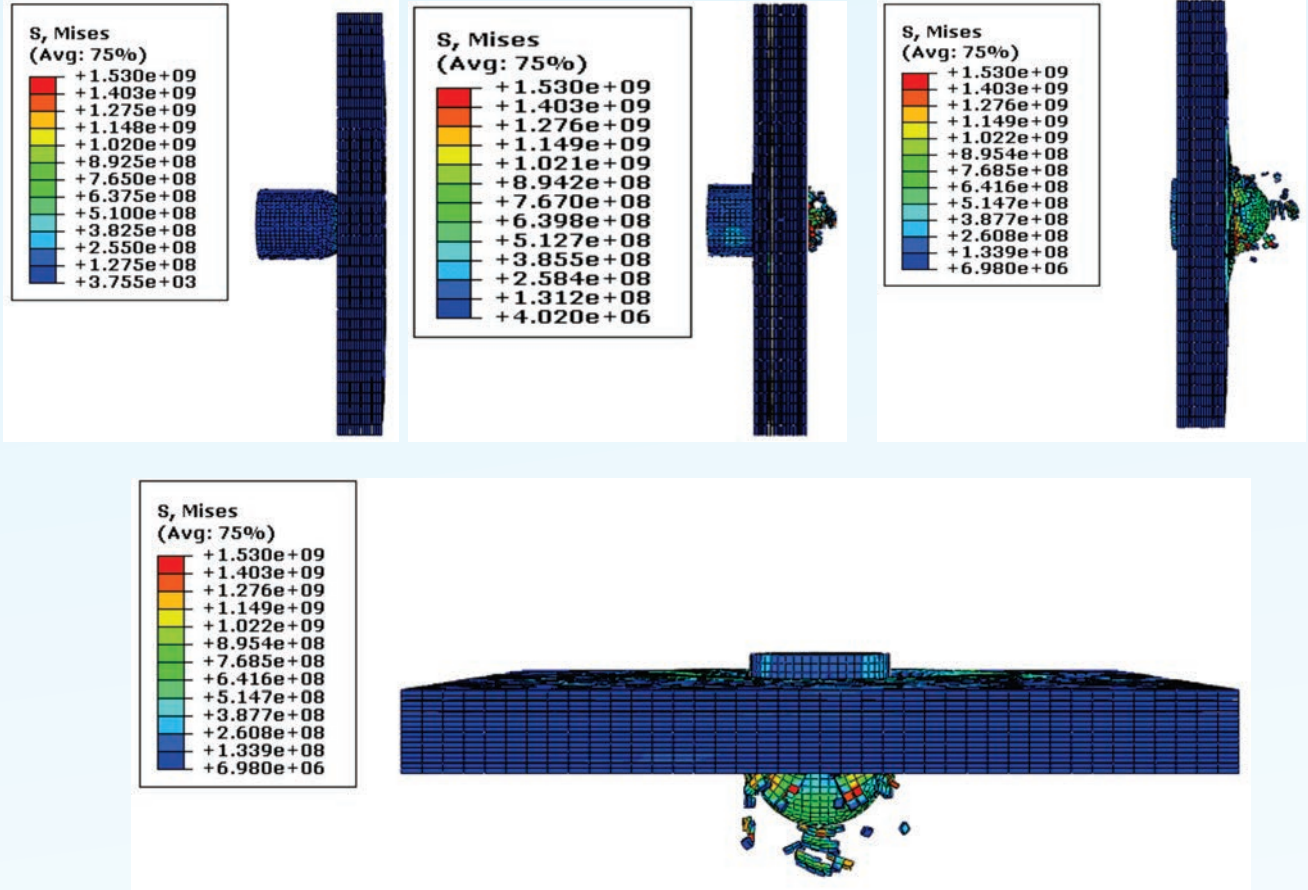 S, Mises
(Avg: 75%)
+1.530e+09
+1.403e+09
+1.275e+09
+1.148e+09
+1.020e+09
+8.925e+08
+7.650e+08
+6.375e+08
+5.100e+08
+3.825e+08
+2.550e+08
+1.275e+08
+3.755e+03
S, Mises
(Avg: 75%)
+1.530e+09
+1.403e+09
+1.276e+09
+1.149e+09
+1.021e+09
+8.942e+08
+7.670e+08
+6.398e+08
+5.127e+08
+3.855e+08
+2.584e+08
+1.312e+08
+4.020e+06
S, Mises
(Avg: 75%)
+1.530e+09
+1.403e+09
+1.276e+09
+1.149e+09
+1.022e+09
+8.954e+08
+7.685e+08
+6.416e+08
+5.147e+08
+3.877e+08
+2.608e+08
+1.339e+08
+6.980e+06
S, Mises
(Avg: 75%)
+1.530e+09
+1.403e+09
+1.276e+09
+1.149e+09
+1.022e+09
+8.954e+08
+7.685e+08
+6.416e+08
+5.147e+08
+3.877e+08
+2.608e+08
+1.339e+08
+6.980e+06